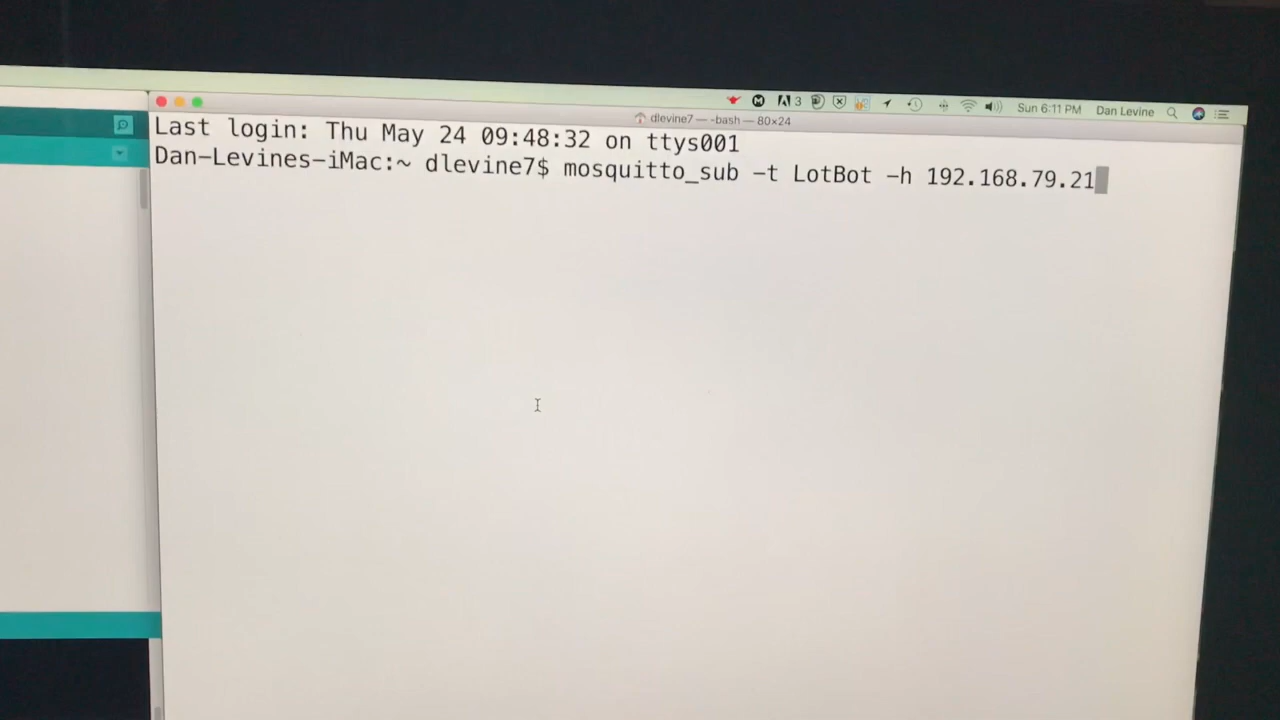 3
Sun 6:11 PM
Dan Levine
dlevine7 — -bash — 80×24
Last login: Thu May 24 09:48:32 on ttys001
Dan-Levines-iMac:~ dlevine7$ mosquitto_sub -t LotBot -h 192.168.79.21